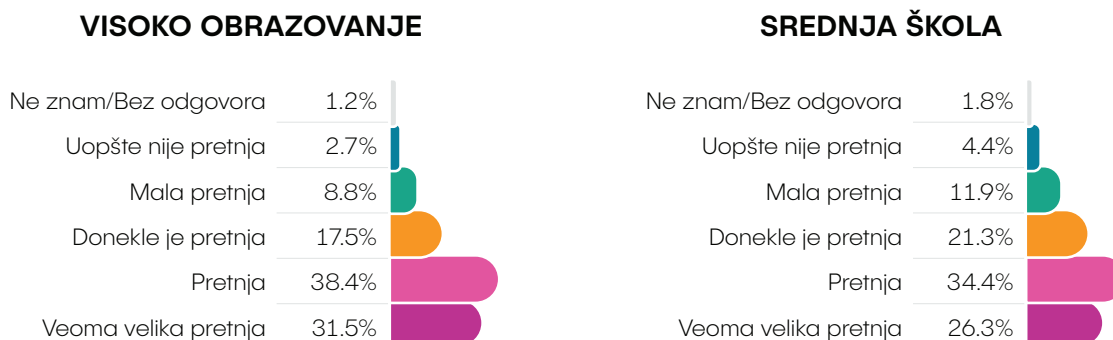 VISOKO OBRAZOVANJE
Ne znam/Bez odgovora 1.2%
Uopšte nije pretnja 2.7%
Mala pretnja 8.8%
Donekle je pretnja 17.5%
Pretnja 38.4%
Veoma velika pretnja 31.5%
SREDNJA ŠKOLA
Ne znam/Bez odgovora 1.8%
Uopšte nije pretnja 4.4%
Mala pretnja 11.9%
Donekle je pretnja 21.3%
Pretnja 34.4%
Veoma velika pretnja 26.3%